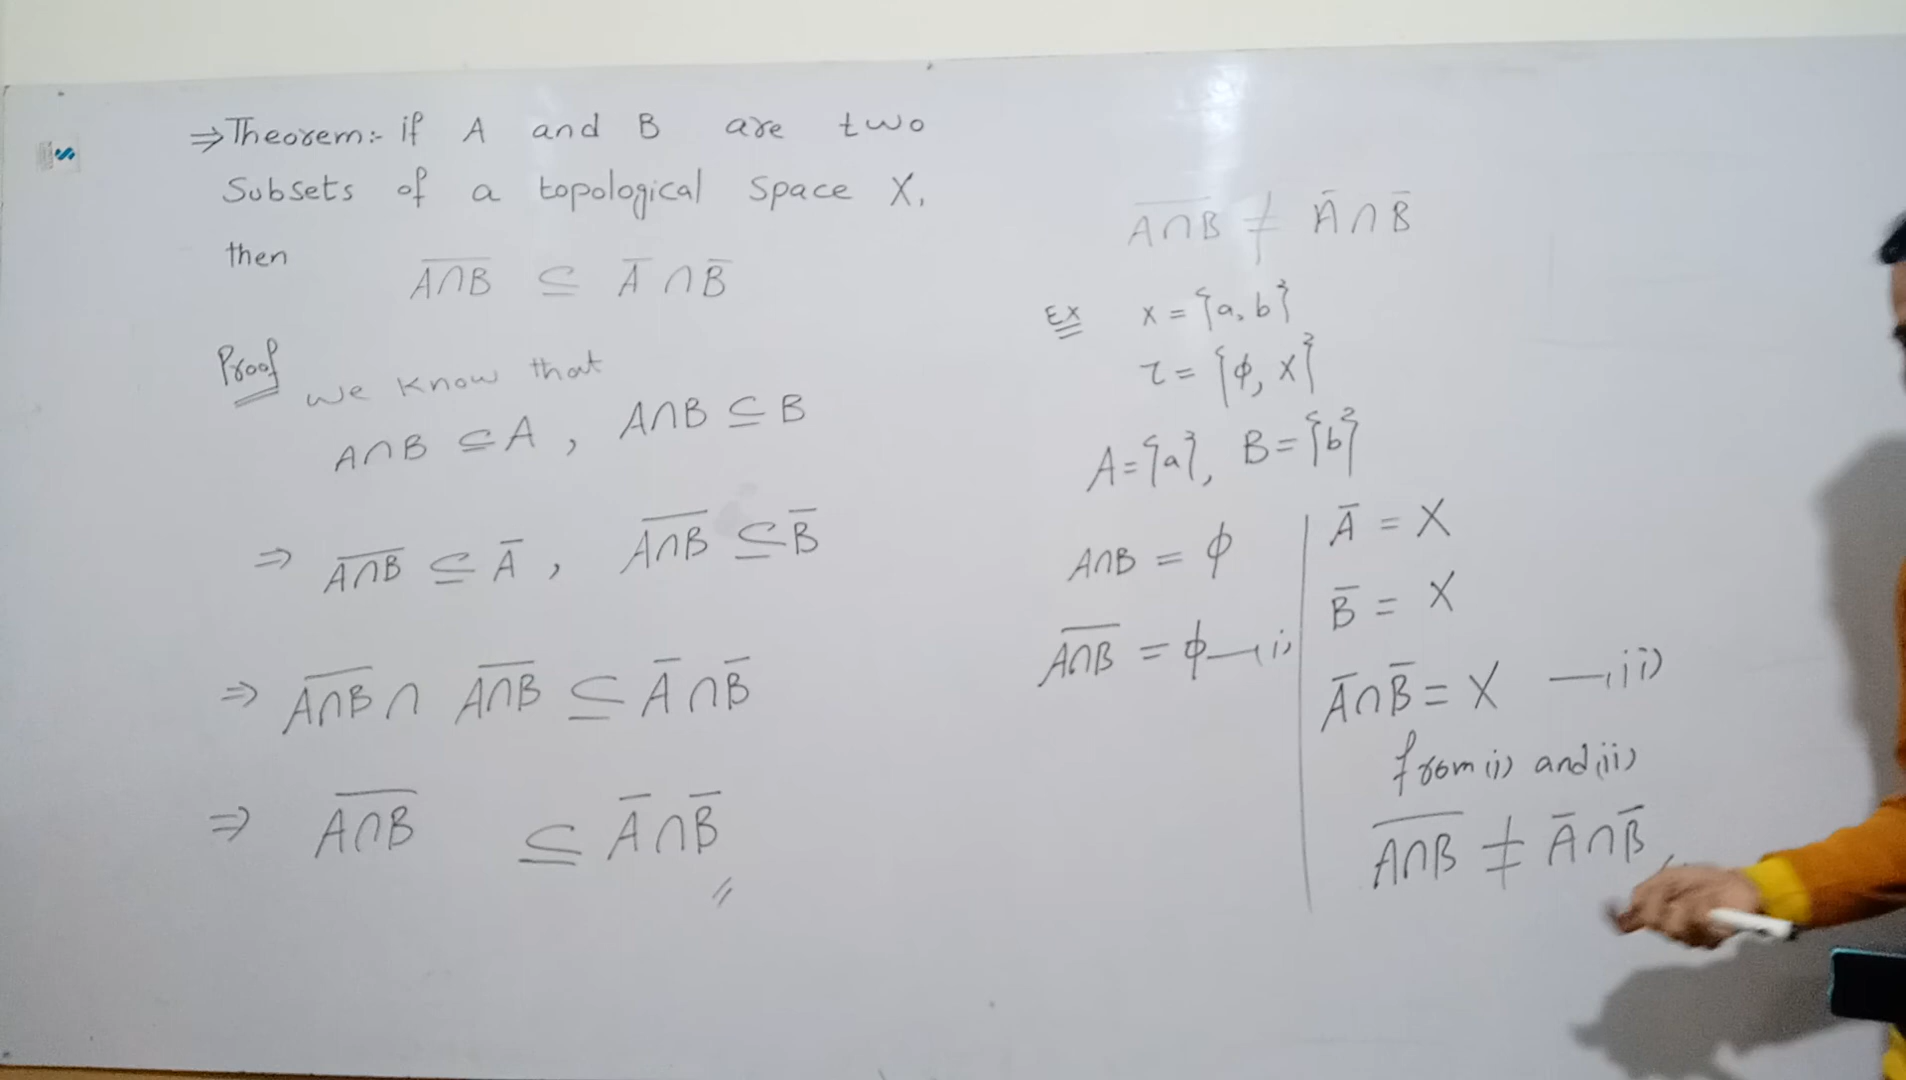 ⇒ Theorem:- if A and B are two
Subsets of a topological Space X,
then
A̅∩̅B̅ ⊆ A̅ ∩ B̅
Proof
we know that
A∩B ⊆ A , A∩B ⊆ B
⇒ A̅∩̅B̅ ⊆ A̅ , A̅∩̅B̅ ⊆ B̅
⇒ A̅∩̅B̅ ∩ A̅∩̅B̅ ⊆ A̅ ∩ B̅
⇒ A̅∩̅B̅ ⊆ A̅ ∩ B̅
A̅∩̅B̅ ≠ A̅ ∩ B̅
Ex X = {a, b}
τ = {ϕ, X}
A = {a}, B = {b}
A∩B = ϕ
A̅∩̅B̅ = ϕ — i)
A̅ = X
B̅ = X
A̅ ∩ B̅ = X — ii)
from (i) and (ii)
A̅∩̅B̅ ≠ A̅ ∩ B̅